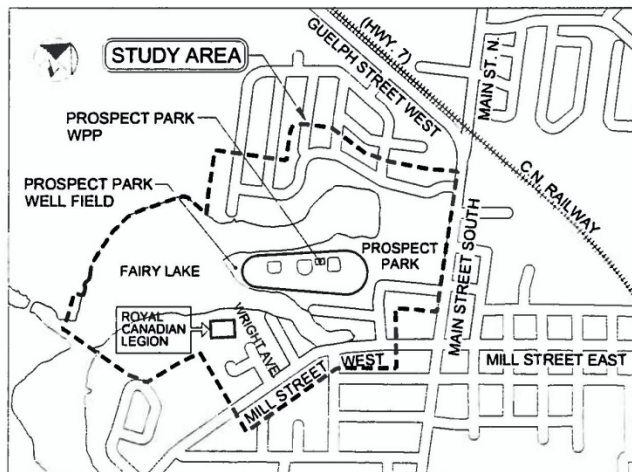 (HWY. 7)
GUELPH STREET WEST
MAIN ST. N.
STUDY AREA
PROSPECT PARK
WPP
PROSPECT PARK
WELL FIELD
C.N. RAILWAY
MAIN STREET SOUTH
PROSPECT
PARK
FAIRY LAKE
ROYAL
CANADIAN
LEGION
WRIGHT AVE
MILL STREET WEST
MILL STREET EAST